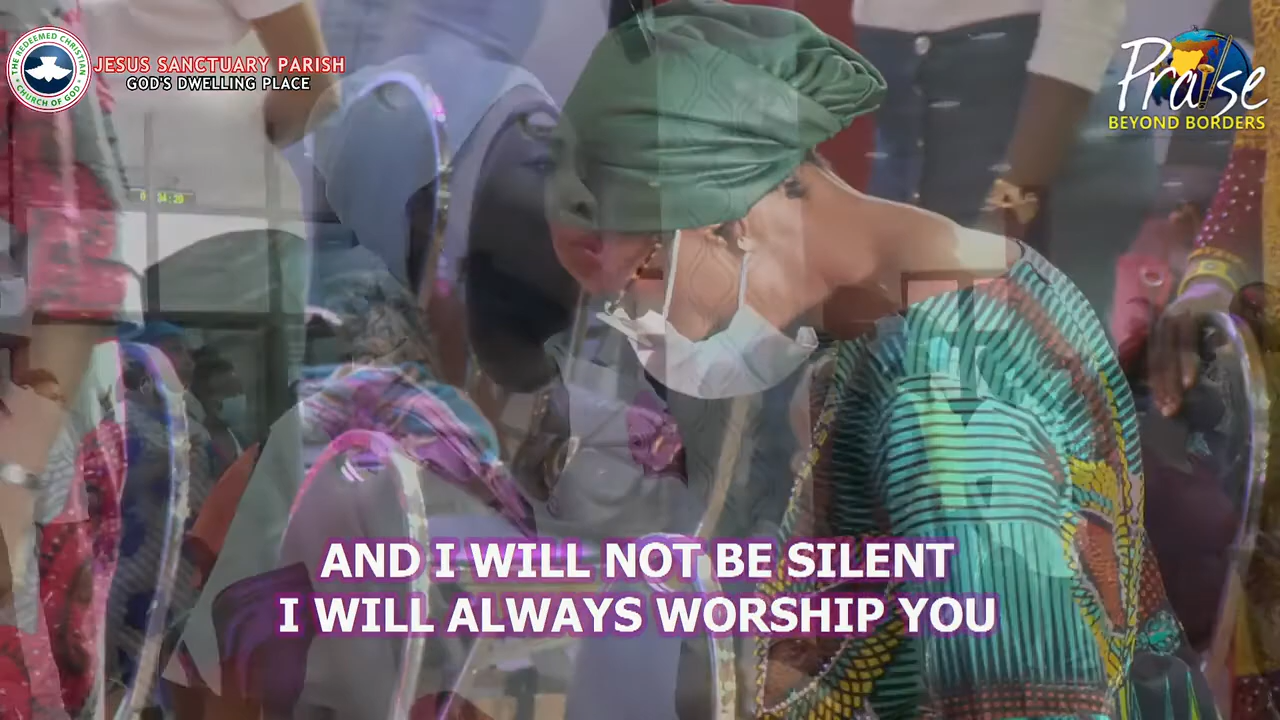 THE REDEEMED CHRISTIAN
CHURCH OF GOD
JESUS SANCTUARY PARISH
GOD'S DWELLING PLACE
Praise
BEYOND BORDERS
AND I WILL NOT BE SILENT
I WILL ALWAYS WORSHIP YOU